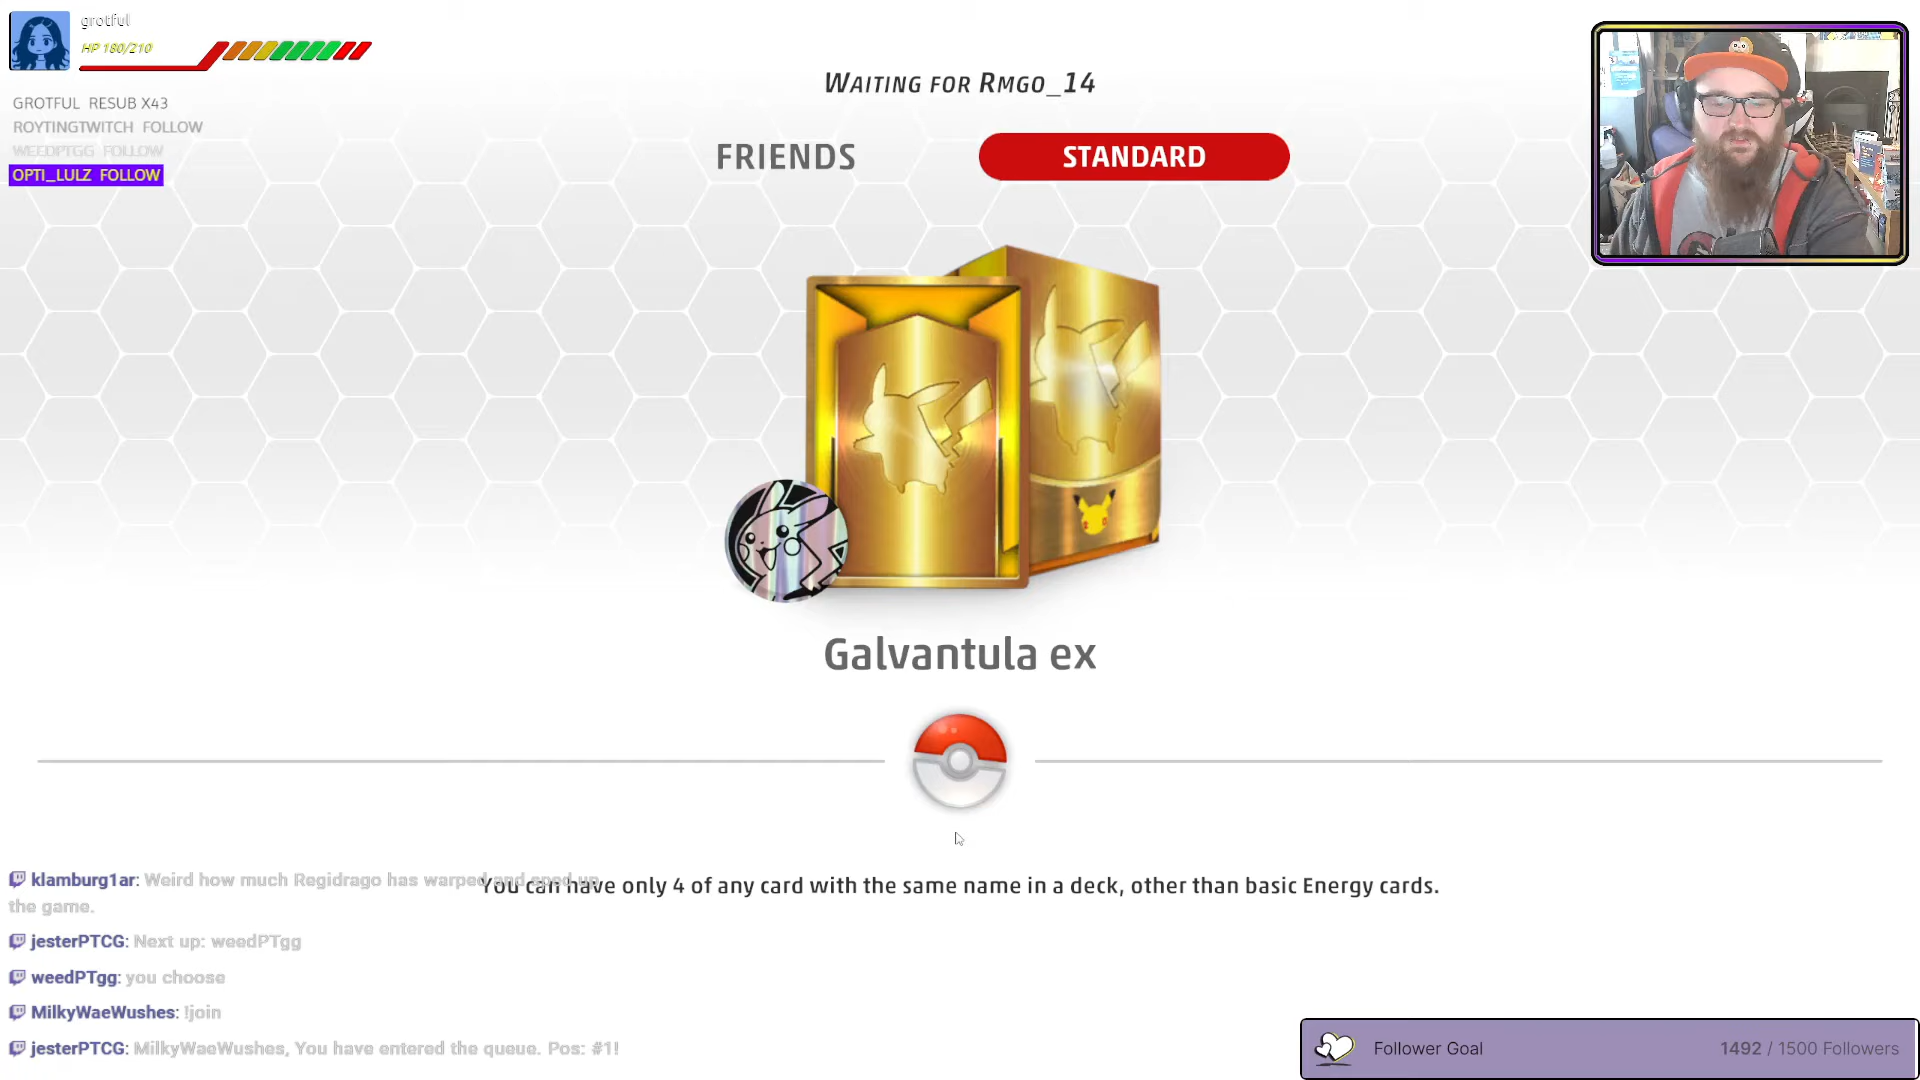 grotful
HP 180/210
GROTFUL RESUB X43
ROYTINGTWITCH FOLLOW
WEEDPTGG FOLLOW
OPTI_LULZ FOLLOW
WAITING FOR RMGO_14
FRIENDS
STANDARD
Galvantula ex
You can have only 4 of any card with the same name in a deck, other than basic Energy cards.
klamburg1ar: Weird how much Regidrago has warped and sped up
the game.
jesterPTCG: Next up: weedPTgg
weedPTgg: you choose
MilkyWaeWushes: !join
jesterPTCG: MilkyWaeWushes, You have entered the queue. Pos: #1!
Follower Goal
1492 / 1500 Followers